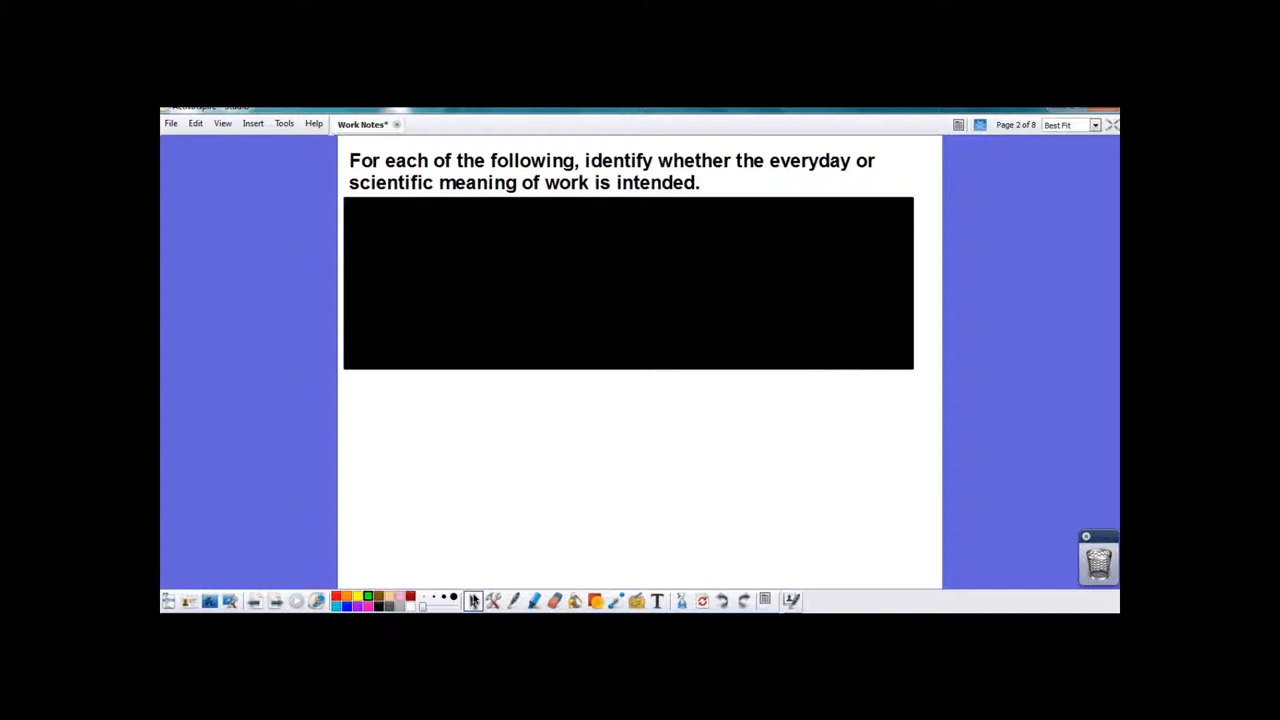 File Edit View Insert Tools Help Work Notes* Page 2 of 8 Best Fit
For each of the following, identify whether the everyday or
scientific meaning of work is intended.
T